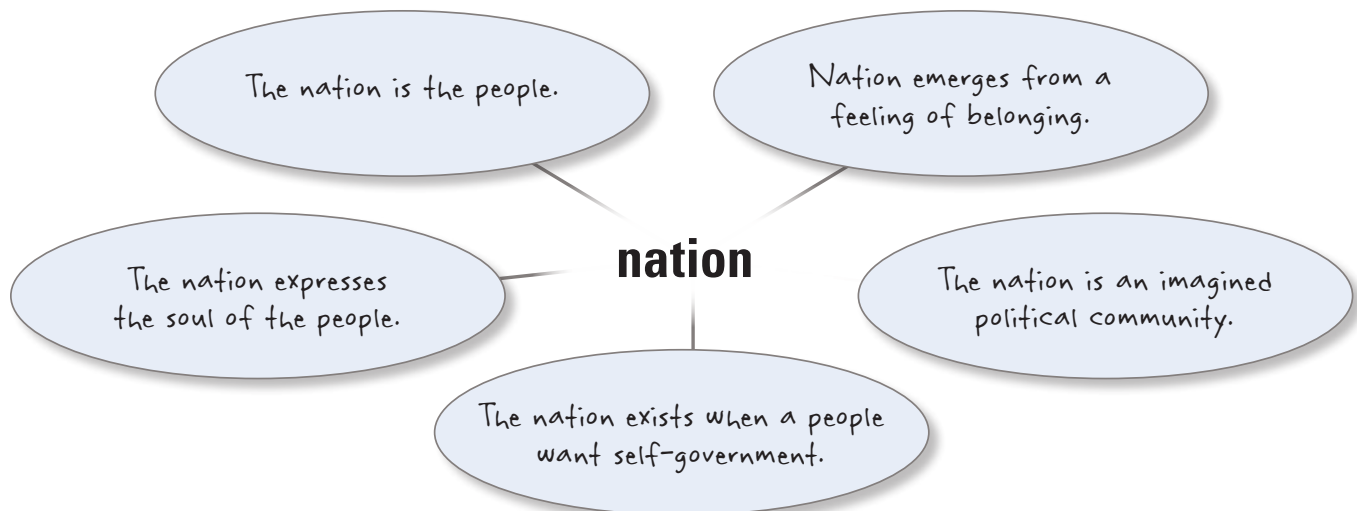 The nation is the people.
Nation emerges from a
feeling of belonging.
nation
The nation expresses
the soul of the people.
The nation is an imagined
political community.
The nation exists when a people
want self-government.